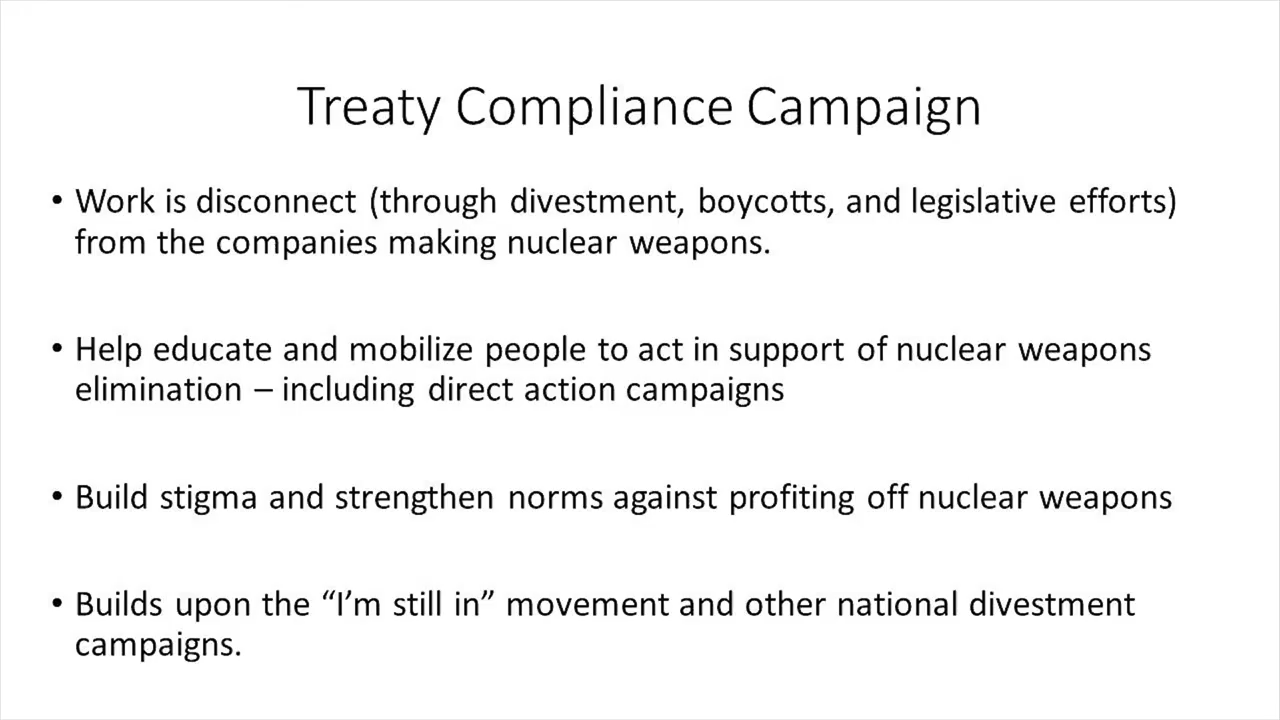 Treaty Compliance Campaign
• Work is disconnect (through divestment, boycotts, and legislative efforts)
from the companies making nuclear weapons.
• Help educate and mobilize people to act in support of nuclear weapons
elimination – including direct action campaigns
• Build stigma and strengthen norms against profiting off nuclear weapons
• Builds upon the “I’m still in” movement and other national divestment
campaigns.